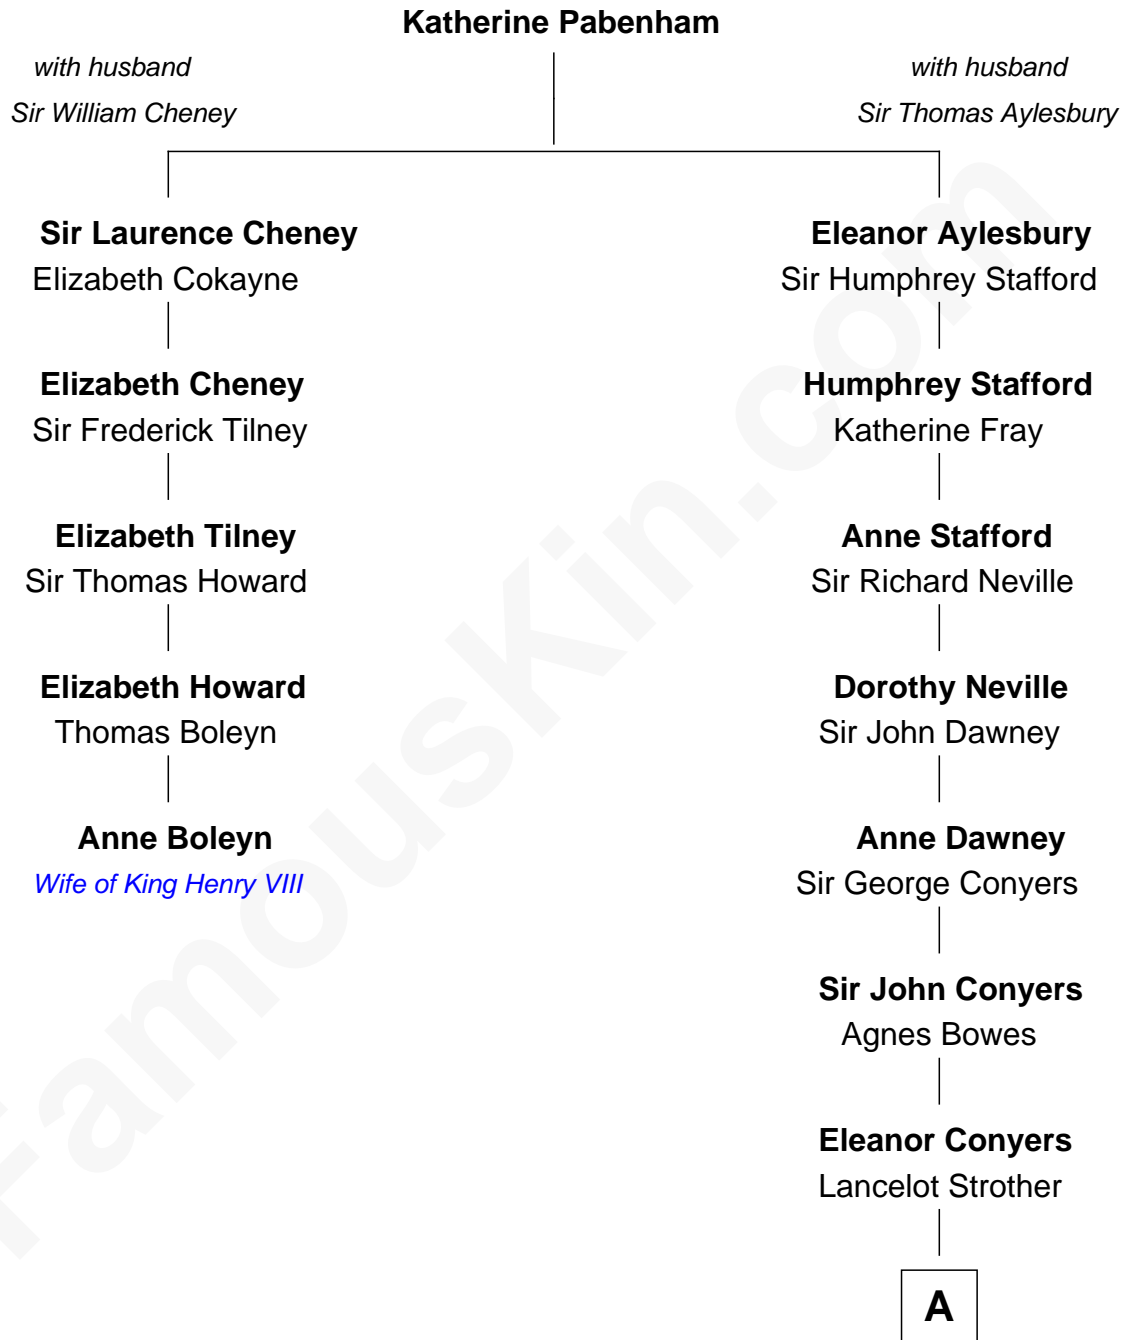 Katherine Pabenham
with husband
Sir William Cheney
with husband
Sir Thomas Aylesbury
Sir Laurence Cheney
Elizabeth Cokayne
Elizabeth Cheney
Sir Frederick Tilney
Elizabeth Tilney
Sir Thomas Howard
Elizabeth Howard
Thomas Boleyn
Anne Boleyn
Wife of King Henry VIII
Eleanor Aylesbury
Sir Humphrey Stafford
Humphrey Stafford
Katherine Fray
Anne Stafford
Sir Richard Neville
Dorothy Neville
Sir John Dawney
Anne Dawney
Sir George Conyers
Sir John Conyers
Agnes Bowes
Eleanor Conyers
Lancelot Strother
A
FamousKin.com